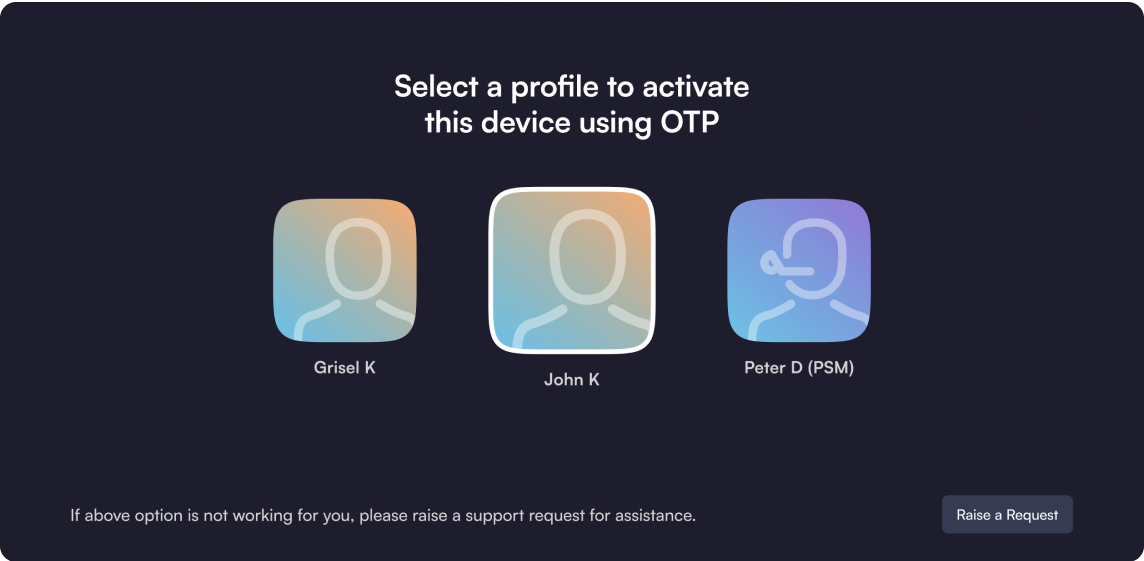 Select a profile to activate
this device using OTP
Grisel K
John K
Peter D (PSM)
If above option is not working for you, please raise a support request for assistance.
Raise a Request